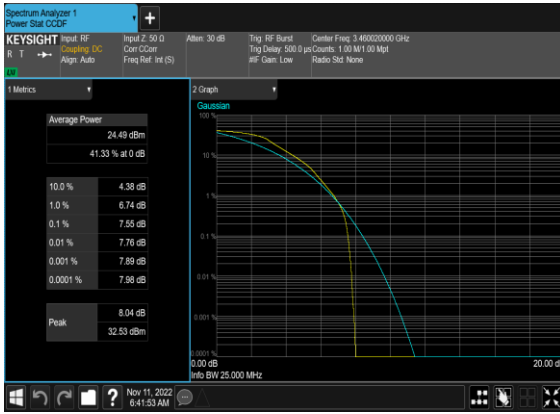 Spectrum Analyzer 1
Power Stat CCDF
+
KEYSIGHT
R T
LXI
Input: RF
Coupling: DC
Align: Auto
Input Z: 50 Ω
Corr CCorr
Freq Ref: Int (S)
Atten: 30 dB
Trig: RF Burst
Trig Delay: 500.0 µs
#IF Gain: Low
Center Freq: 3.460020000 GHz
Counts: 1.00 M/1.00 Mpt
Radio Std: None
1 Metrics
Average Power
24.49 dBm
41.33 % at 0 dB
10.0 % 4.38 dB
1.0 % 6.74 dB
0.1 % 7.55 dB
0.01 % 7.76 dB
0.001 % 7.89 dB
0.0001 % 7.98 dB
Peak
8.04 dB
32.53 dBm
2 Graph
Gaussian
100 %
10 %
1 %
0.1 %
0.01 %
0.001 %
0.0001 %
0.00 dB
20.00 d
Info BW 25.000 MHz
?
Nov 11, 2022
6:41:53 AM